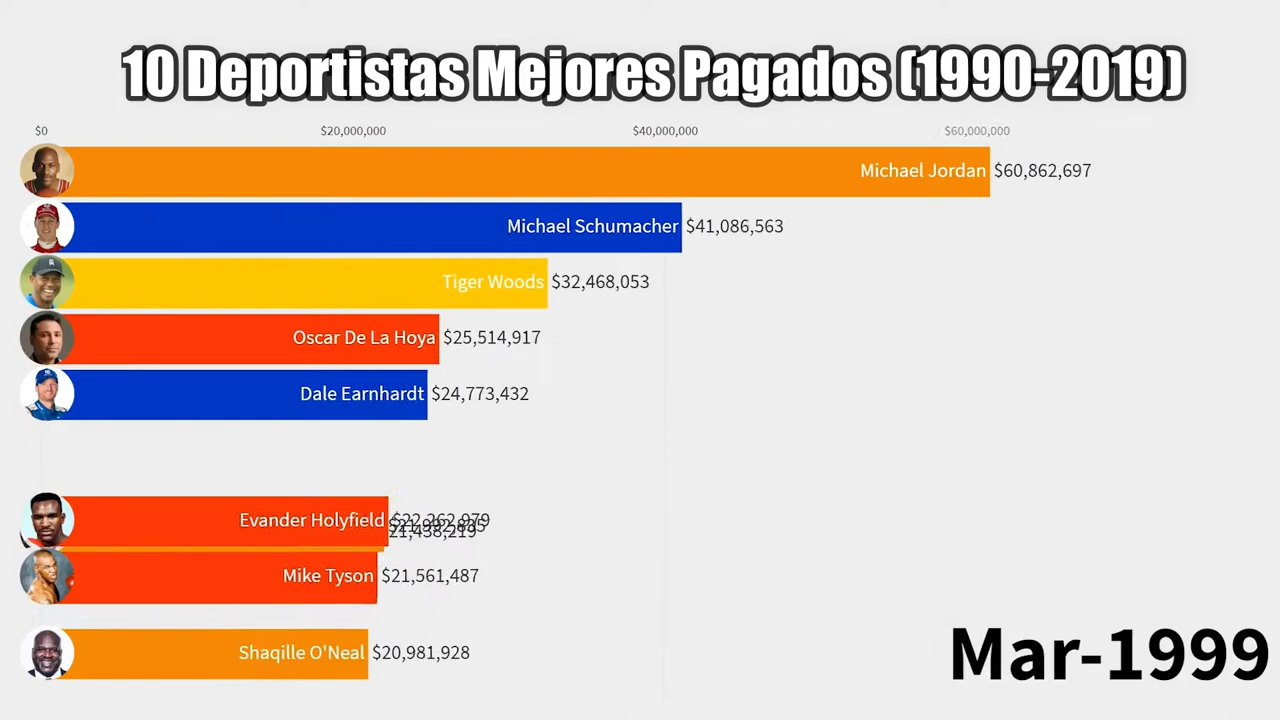 10 Deportistas Mejores Pagados (1990-2019)
$0 $20,000,000 $40,000,000 $60,000,000
Michael Jordan $60,862,697
Michael Schumacher $41,086,563
Tiger Woods $32,468,053
Oscar De La Hoya $25,514,917
Dale Earnhardt $24,773,432
Evander Holyfield $22,262,979
Mike Tyson $21,561,487
Shaqille O'Neal $20,981,928
Mar-1999